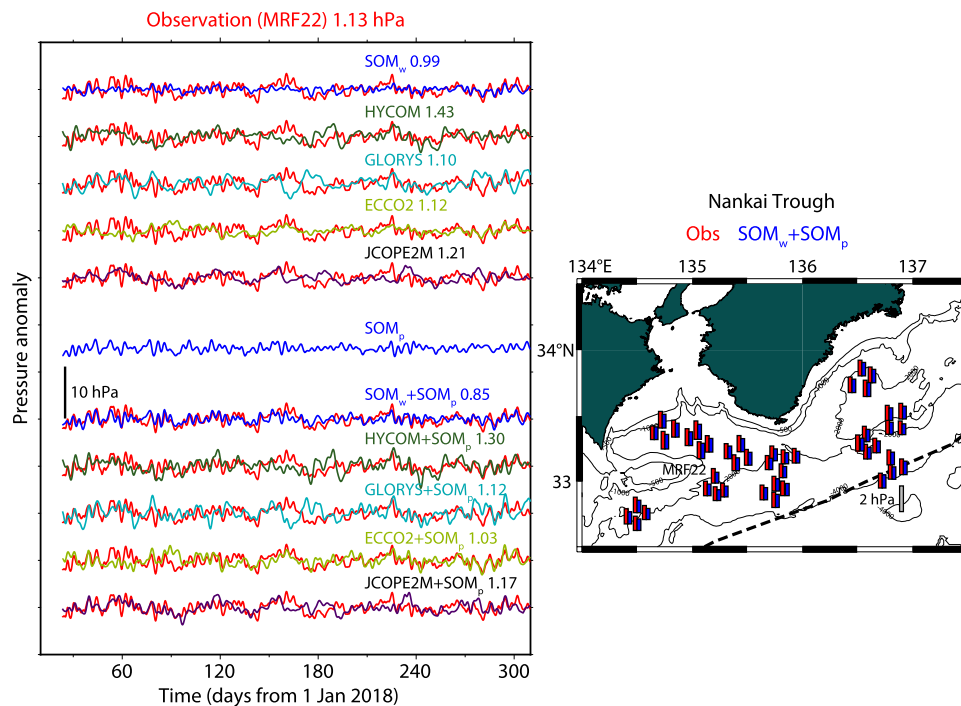 Observation (MRF22) 1.13 hPa
SOMw 0.99
HYCOM 1.43
GLORYS 1.10
ECCO2 1.12
JCOPE2M 1.21
SOMp
10 hPa
SOMw+SOMp 0.85
HYCOM+SOMp 1.30
GLORYS+SOMp 1.12
ECCO2+SOMp 1.03
JCOPE2M+SOMp 1.17
Pressure anomaly
60 120 180 240 300
Time (days from 1 Jan 2018)
Nankai Trough
Obs SOMw+SOMp
134°E 135 136 137
34°N
33
MRF22
2 hPa